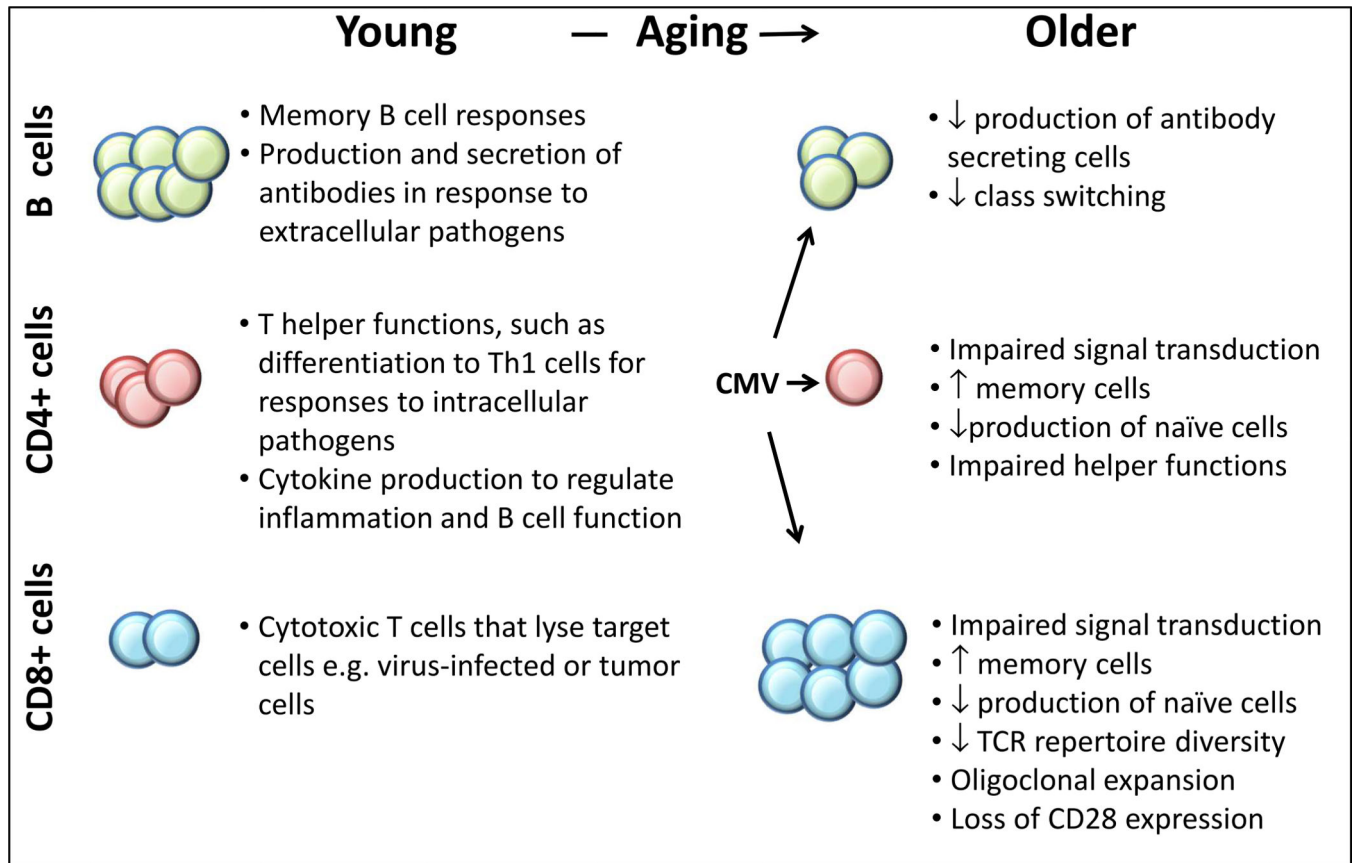 Young — Aging → Older
B cells
• Memory B cell responses
• Production and secretion of
antibodies in response to
extracellular pathogens
• ↓ production of antibody
secreting cells
• ↓ class switching
CD4+ cells
• T helper functions, such as
differentiation to Th1 cells for
responses to intracellular
pathogens
• Cytokine production to regulate
inflammation and B cell function
CMV
• Impaired signal transduction
• ↑ memory cells
• ↓production of naïve cells
• Impaired helper functions
CD8+ cells
• Cytotoxic T cells that lyse target
cells e.g. virus-infected or tumor
cells
• Impaired signal transduction
• ↑ memory cells
• ↓ production of naïve cells
• ↓ TCR repertoire diversity
• Oligoclonal expansion
• Loss of CD28 expression